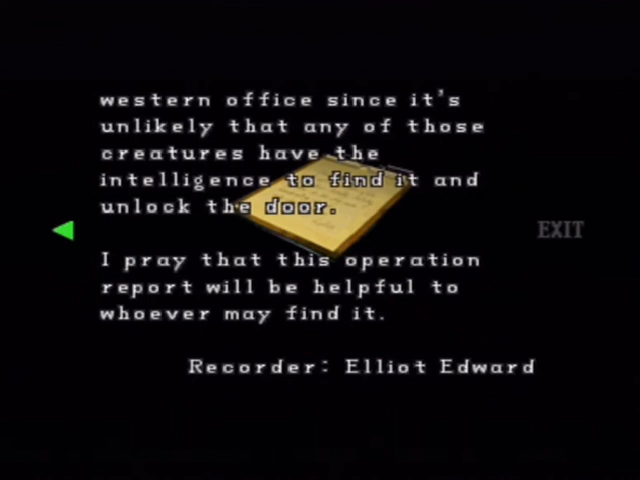 western office since it's
unlikely that any of those
creatures have the
intelligence to find it and
unlock the door.
EXIT
I pray that this operation
report will be helpful to
whoever may find it.
Recorder: Elliot Edward